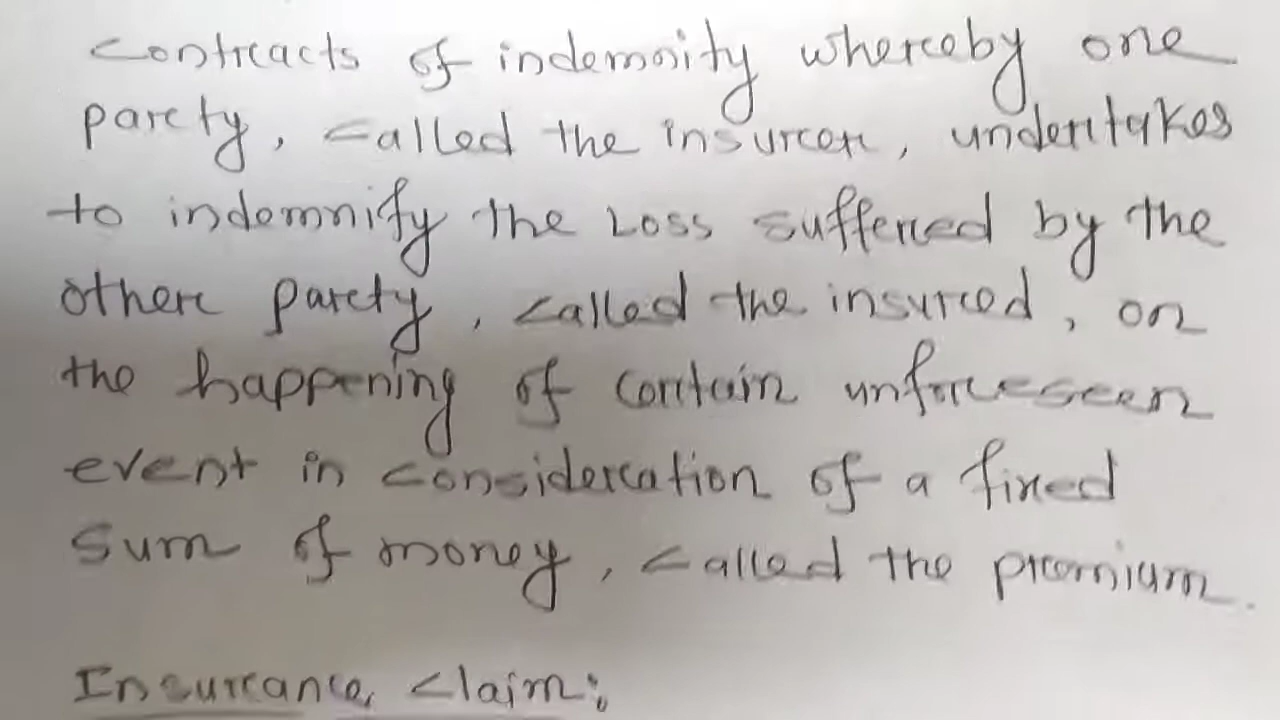 contracts of indemnity whereby one
party, called the insurer, undertakes
to indemnify the Loss suffered by the
other party, called the insured, on
the happening of certain unforeseen
event in consideration of a fixed
sum of money, called the premium.
Insurance Claim: